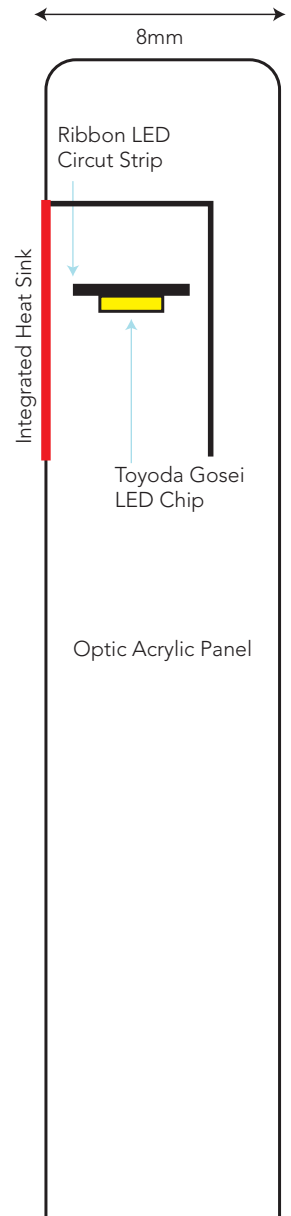 8mm
Ribbon LED
Circut Strip
Integrated Heat Sink
Toyoda Gosei
LED Chip
Optic Acrylic Panel